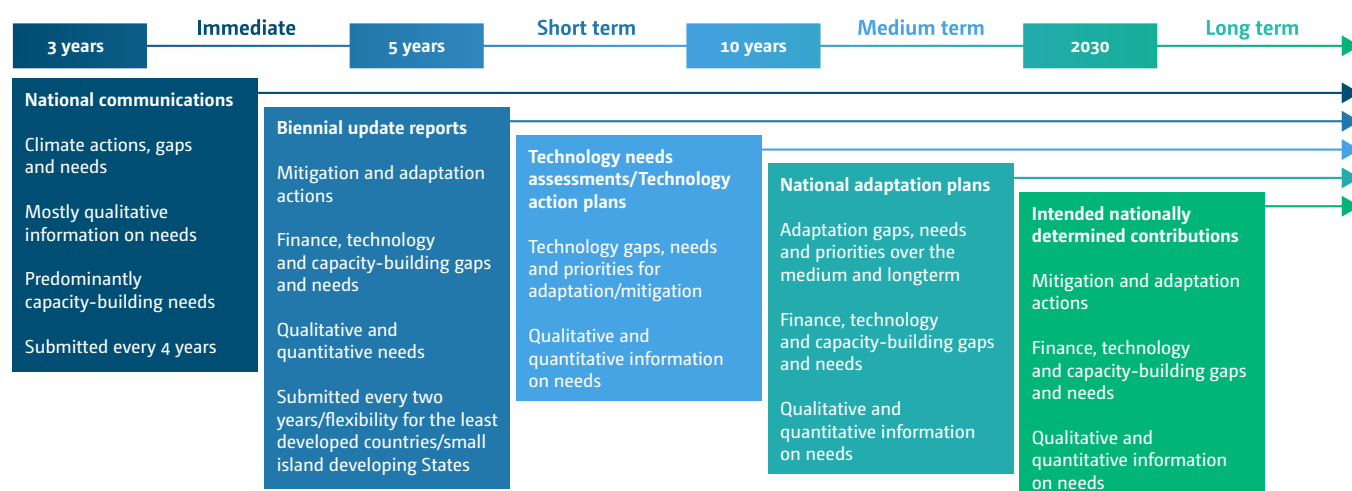 3 years
Immediate
5 years
Short term
10 years
Medium term
2030
Long term
National communications
Climate actions, gaps
and needs
Mostly qualitative
information on needs
Predominantly
capacity-building needs
Submitted every 4 years
Biennial update reports
Mitigation and adaptation
actions
Finance, technology
and capacity-building gaps
and needs
Qualitative and
quantitative needs
Submitted every two
years/flexibility for the least
developed countries/small
island developing States
Technology needs
assessments/Technology
action plans
Technology gaps, needs
and priorities for
adaptation/mitigation
Qualitative and
quantitative information
on needs
National adaptation plans
Adaptation gaps, needs
and priorities over the
medium and longterm
Finance, technology
and capacity-building gaps
and needs
Qualitative and
quantitative information
on needs
Intended nationally
determined contributions
Mitigation and adaptation
actions
Finance, technology
and capacity-building gaps
and needs
Qualitative and
quantitative information
on needs